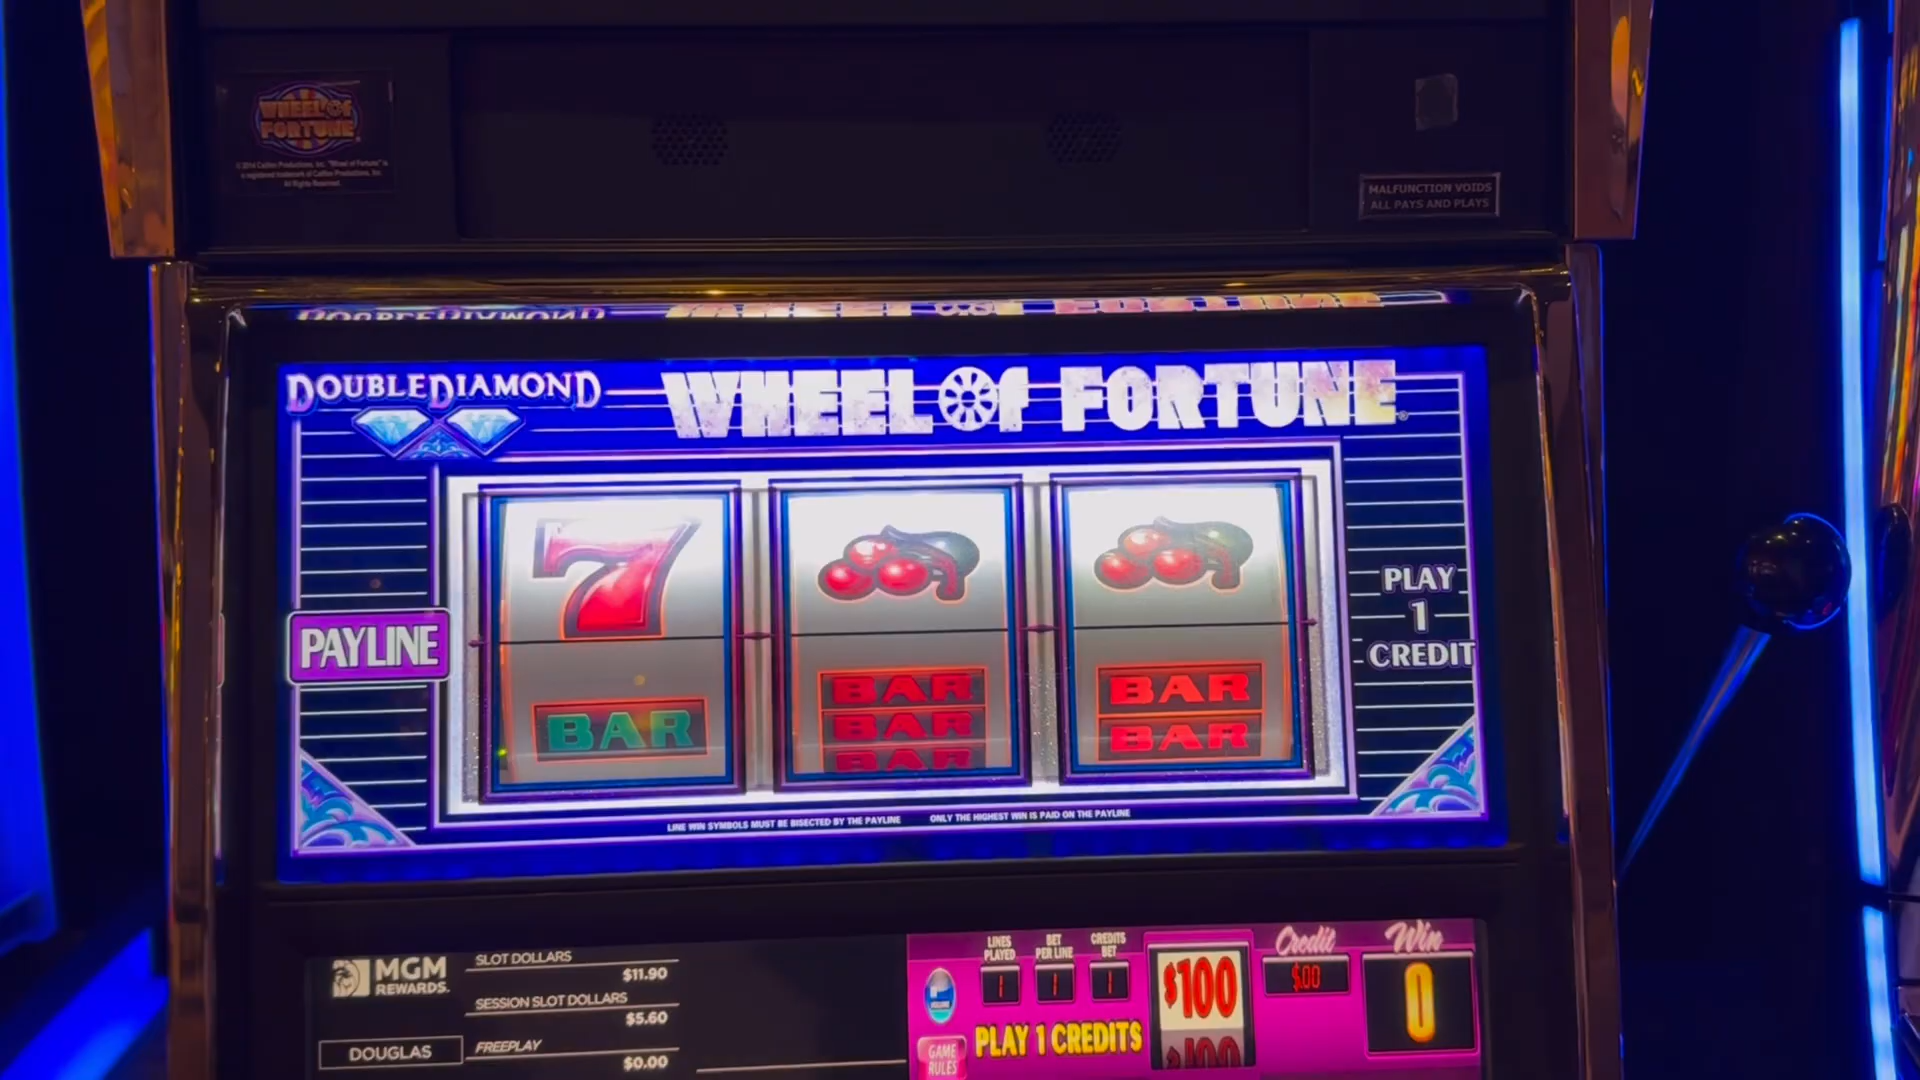 WHEEL OF
FORTUNE
MALFUNCTION VOIDS
ALL PAYS AND PLAYS
DOUBLE DIAMOND
WHEEL OF FORTUNE
PAYLINE
7
BAR
BAR
BAR
BAR
BAR
BAR
PLAY
1
CREDIT
LINE WIN SYMBOLS MUST BE BISECTED BY THE PAYLINE ONLY THE HIGHEST WIN IS PAID ON THE PAYLINE
MGM
REWARDS.
DOUGLAS
SLOT DOLLARS
$11.90
SESSION SLOT DOLLARS
$5.60
FREEPLAY
$0.00
LINES
PLAYED
1
BET
PER LINE
1
CREDITS
BET
1
PLAY 1 CREDITS
GAME
RULES
$100
Credit
$.00
Win
0